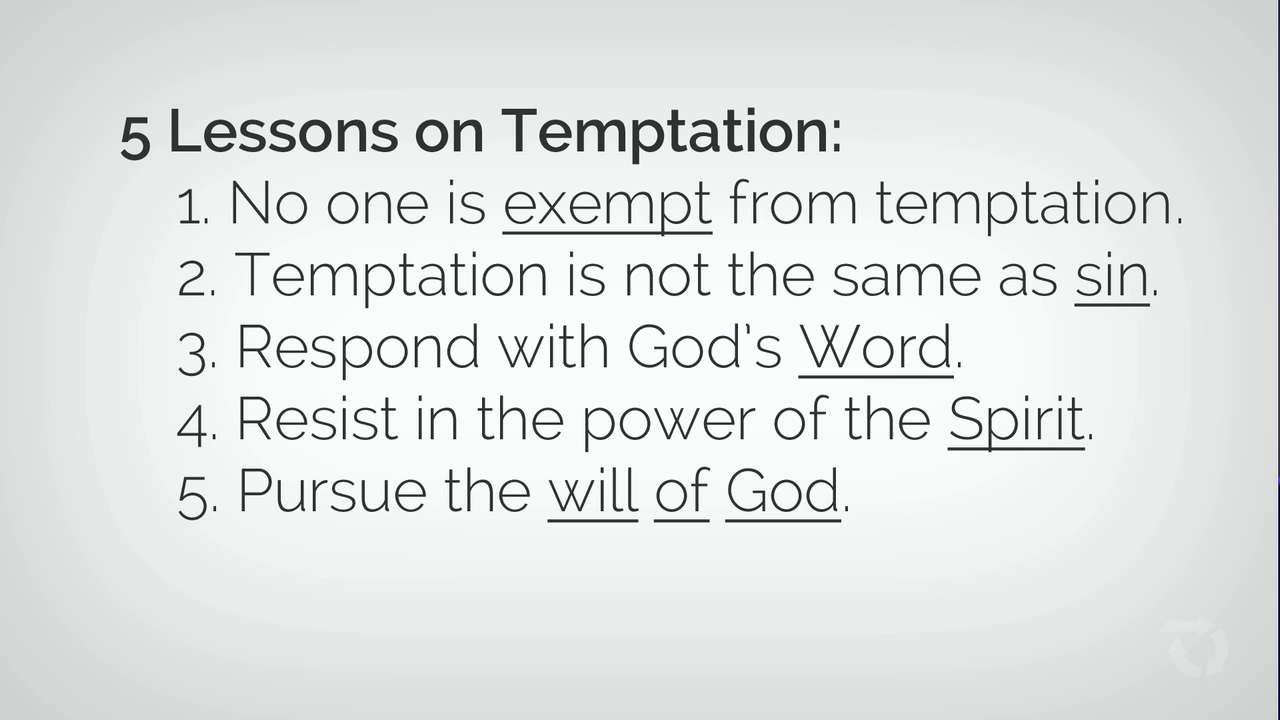 5 Lessons on Temptation:
1. No one is exempt from temptation.
2. Temptation is not the same as sin.
3. Respond with God's Word.
4. Resist in the power of the Spirit.
5. Pursue the will of God.